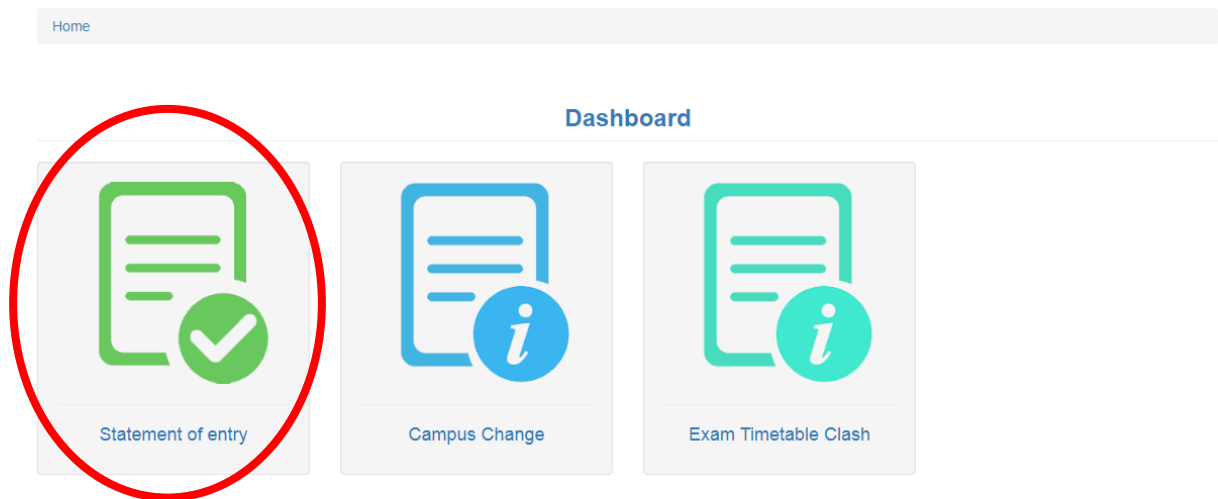 Home
Dashboard
Statement of entry
Campus Change
Exam Timetable Clash